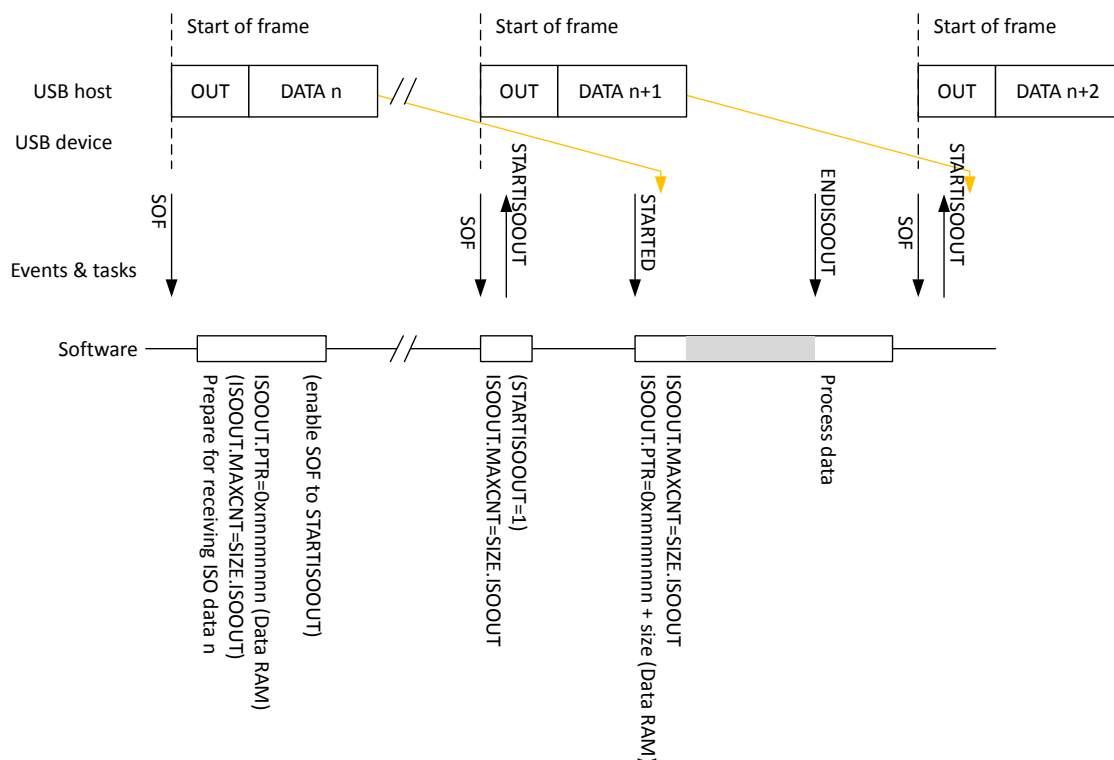 Start of frame
Start of frame
Start of frame
USB host
OUT
DATA n
OUT
DATA n+1
OUT
DATA n+2
USB device
SOF
SOF
STARTISOOUT
STARTED
ENDISOOUT
SOF
STARTISOOUT
Events & tasks
Software
Prepare for receiving ISO data n
(ISOOUT.MAXCNT=SIZE.ISOOUT)
ISOOUT.PTR=0xnnnnnnnn (Data RAM)
(enable SOF to STARTISOOUT)
ISOOUT.MAXCNT=SIZE.ISOOUT
(STARTISOOUT=1)
ISOOUT.PTR=0xnnnnnnnn + size (Data RAM)
ISOOUT.MAXCNT=SIZE.ISOOUT
Process data